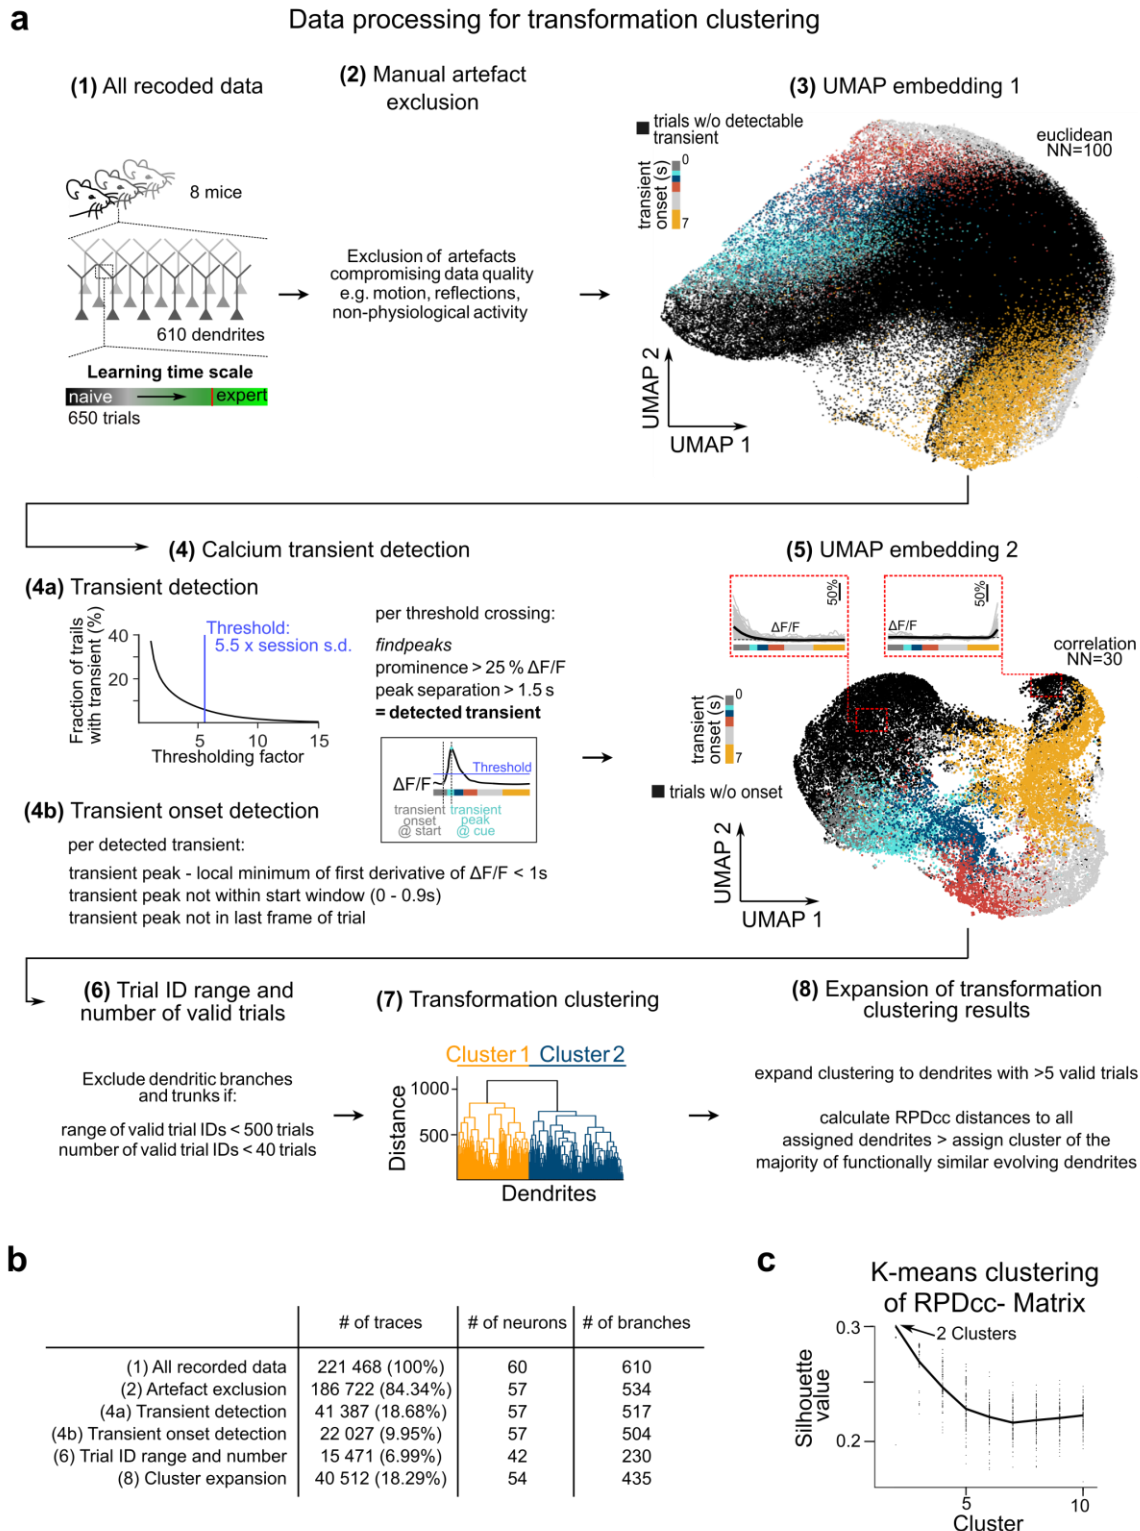 a
Data processing for transformation clustering
(1) All recoded data
8 mice
610 dendrites
Learning time scale
naive
expert
650 trials
(2) Manual artefact
exclusion
Exclusion of artefacts
compromising data quality
e.g. motion, reflections,
non-physiological activity
(3) UMAP embedding 1
trials w/o detectable
transient
transient
onset (s)
0
7
euclidean
NN=100
UMAP 2
UMAP 1
(4) Calcium transient detection
(4a) Transient detection
Fraction of trails
with transient (%)
40
20
Threshold:
5.5 x session s.d.
5
10
15
Thresholding factor
per threshold crossing:
findpeaks
prominence > 25 % ΔF/F
peak separation > 1.5 s
= detected transient
Threshold
ΔF/F
transient
onset
@ start
transient
peak
@ cue
(4b) Transient onset detection
per detected transient:
transient peak - local minimum of first derivative of ΔF/F < 1s
transient peak not within start window (0 - 0.9s)
transient peak not in last frame of trial
(5) UMAP embedding 2
50%
ΔF/F
50%
ΔF/F
correlation
NN=30
transient
onset (s)
0
7
trials w/o onset
UMAP 2
UMAP 1
(6) Trial ID range and
number of valid trials
Exclude dendritic branches
and trunks if:
range of valid trial IDs < 500 trials
number of valid trial IDs < 40 trials
(7) Transformation clustering
Cluster 1
Cluster 2
Distance
1000
500
Dendrites
(8) Expansion of transformation
clustering results
expand clustering to dendrites with >5 valid trials
calculate RPDcc distances to all
assigned dendrites > assign cluster of the
majority of functionally similar evolving dendrites
b
# of traces # of neurons # of branches
(1) All recorded data 221 468 (100%) 60 610
(2) Artefact exclusion 186 722 (84.34%) 57 534
(4a) Transient detection 41 387 (18.68%) 57 517
(4b) Transient onset detection 22 027 (9.95%) 57 504
(6) Trial ID range and number 15 471 (6.99%) 42 230
(8) Cluster expansion 40 512 (18.29%) 54 435
c
K-means clustering
of RPDcc- Matrix
Silhouette
value
0.3
0.2
2 Clusters
5
10
Cluster